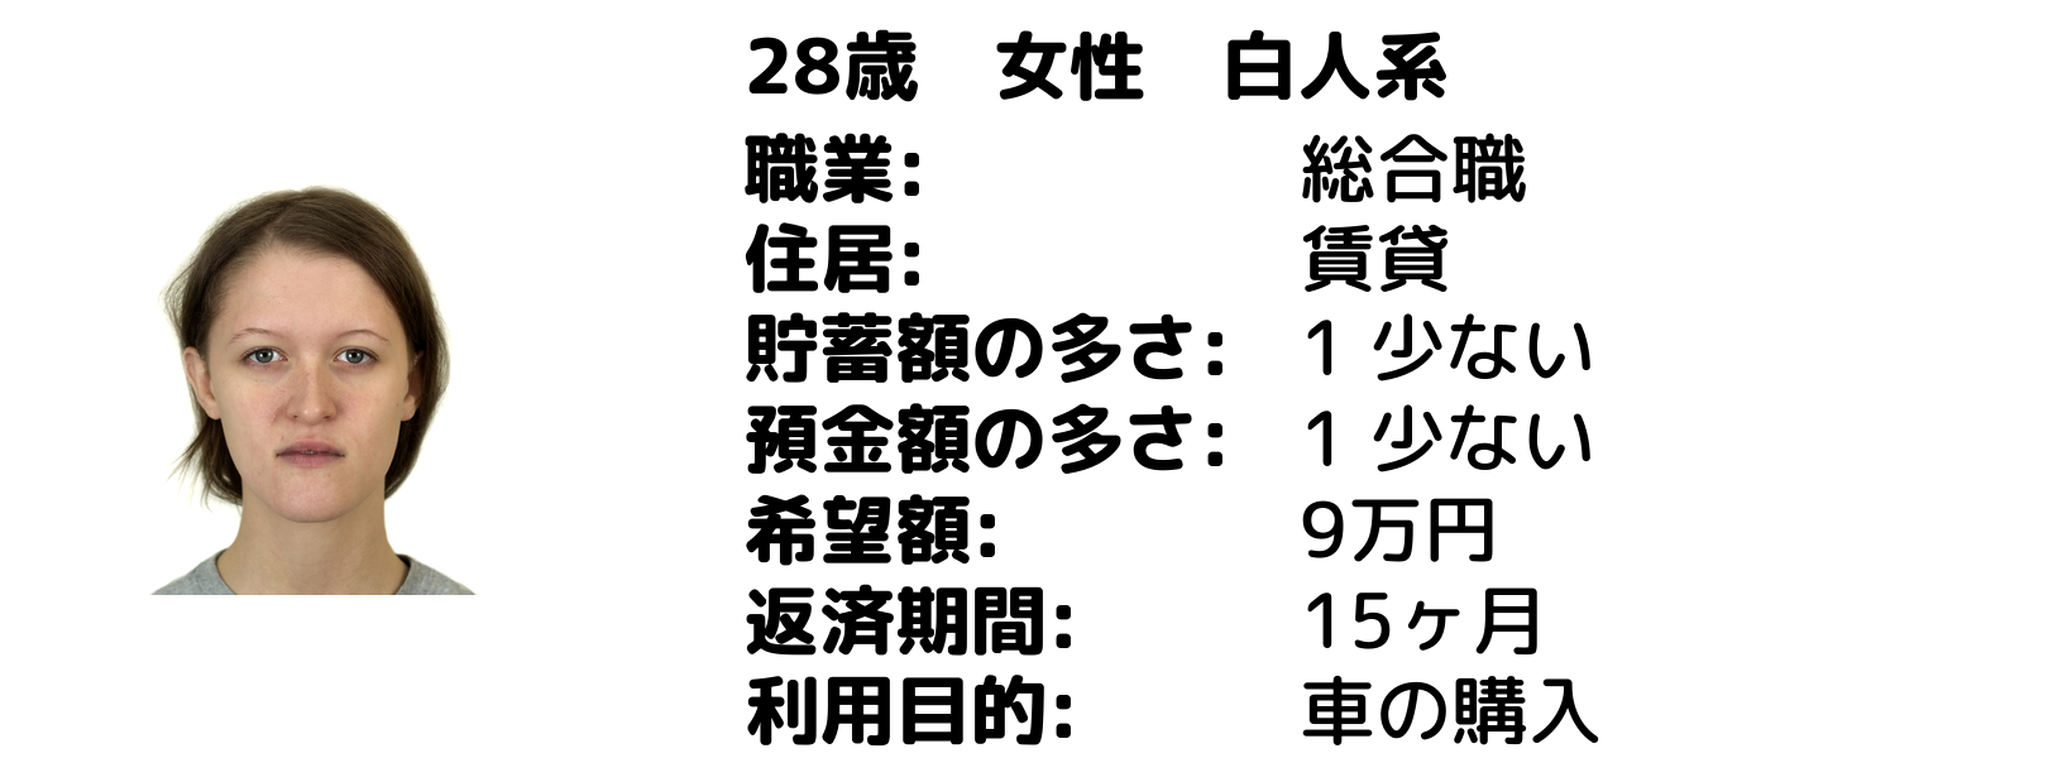 28歳　女性　白人系
職業: 総合職
住居: 賃貸
貯蓄額の多さ: 1 少ない
預金額の多さ: 1 少ない
希望額: 9万円
返済期間: 15ヶ月
利用目的: 車の購入